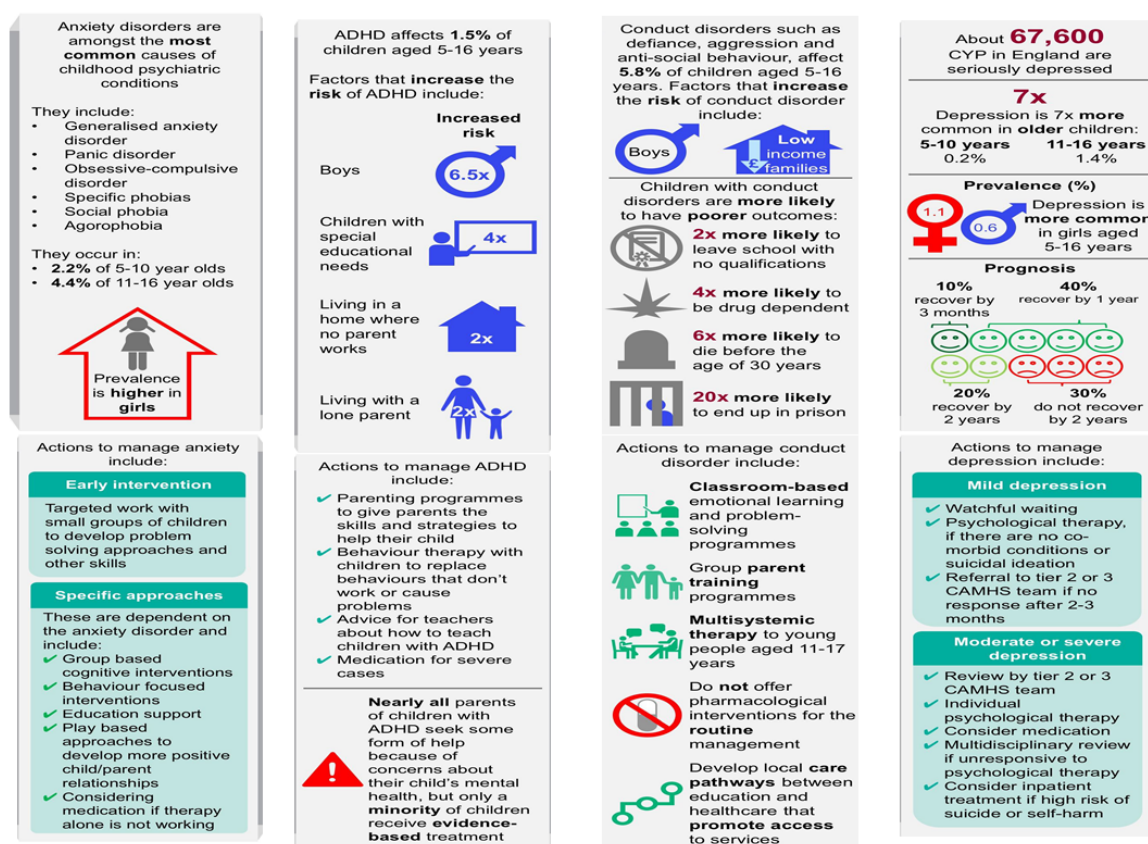 Anxiety disorders are
amongst the most
common causes of
childhood psychiatric
conditions
They include:
• Generalised anxiety
disorder
• Panic disorder
• Obsessive-compulsive
disorder
• Specific phobias
• Social phobia
• Agorophobia
They occur in:
• 2.2% of 5-10 year olds
• 4.4% of 11-16 year olds
Prevalence
is higher in
girls
Actions to manage anxiety
include:
Early intervention
Targeted work with
small groups of children
to develop problem
solving approaches and
other skills
Specific approaches
These are dependent on
the anxiety disorder and
include:
✔ Group based
cognitive interventions
✔ Behaviour focused
interventions
✔ Education support
✔ Play based
approaches to
develop more positive
child/parent
relationships
✔ Considering
medication if therapy
alone is not working
ADHD affects 1.5% of
children aged 5-16 years
Factors that increase the
risk of ADHD include:
Increased
risk
Boys
6.5x
Children with
special
educational
needs
4x
Living in a
home where
no parent
works
2x
Living with a
lone parent
2x
Actions to manage ADHD
include:
✔ Parenting programmes
to give parents the
skills and strategies to
help their child
✔ Behaviour therapy with
children to replace
behaviours that don't
work or cause
problems
✔ Advice for teachers
about how to teach
children with ADHD
✔ Medication for severe
cases
Nearly all parents
of children with
ADHD seek some
form of help
because of
concerns about
their child's mental
health, but only a
minority of children
receive evidence-
based treatment
Conduct disorders such as
defiance, aggression and
anti-social behaviour, affect
5.8% of children aged 5-16
years. Factors that increase
the risk of conduct disorder
include:
Boys
Low
income
families
£
Children with conduct
disorders are more likely
to have poorer outcomes:
2x more likely to
leave school with
no qualifications
4x more likely to
be drug dependent
6x more likely to
die before the
age of 30 years
20x more likely
to end up in prison
Actions to manage conduct
disorder include:
Classroom-based
emotional learning
and problem-
solving
programmes
Group parent
training
programmes
Multisystemic
therapy to young
people aged 11-17
years
Do not offer
pharmacological
interventions for the
routine
management
Develop local care
pathways between
education and
healthcare that
promote access
to services
About 67,600
CYP in England are
seriously depressed
7x
Depression is 7x more
common in older children:
5-10 years 11-16 years
0.2% 1.4%
Prevalence (%)
1.1
0.6
Depression is
more common
in girls aged
5-16 years
Prognosis
10% 40%
recover by recover by 1 year
3 months
20% 30%
recover by do not recover
2 years by 2 years
Actions to manage
depression include:
Mild depression
✔ Watchful waiting
✔ Psychological therapy,
if there are no co-
morbid conditions or
suicidal ideation
✔ Referral to tier 2 or 3
CAMHS team if no
response after 2-3
months
Moderate or severe
depression
✔ Review by tier 2 or 3
CAMHS team
✔ Individual
psychological therapy
✔ Consider medication
✔ Multidisciplinary review
if unresponsive to
psychological therapy
✔ Consider inpatient
treatment if high risk of
suicide or self-harm